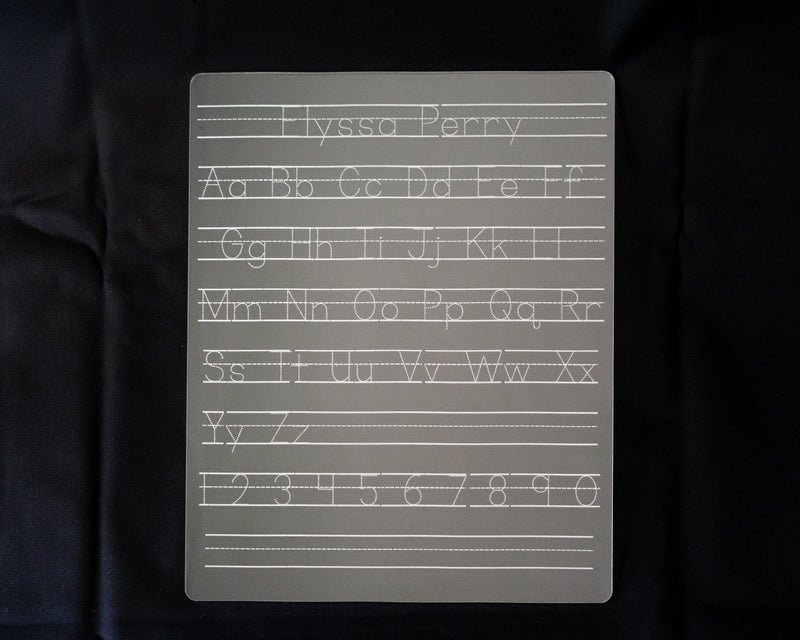 Elyssa Perry
Aa Bb Cc Dd Ee Ff
Gg Hh Ii Jj Kk Ll
Mm Nn Oo Pp Qq Rr
Ss Tt Uu Vv Ww Xx
Yy Zz
1 2 3 4 5 6 7 8 9 0